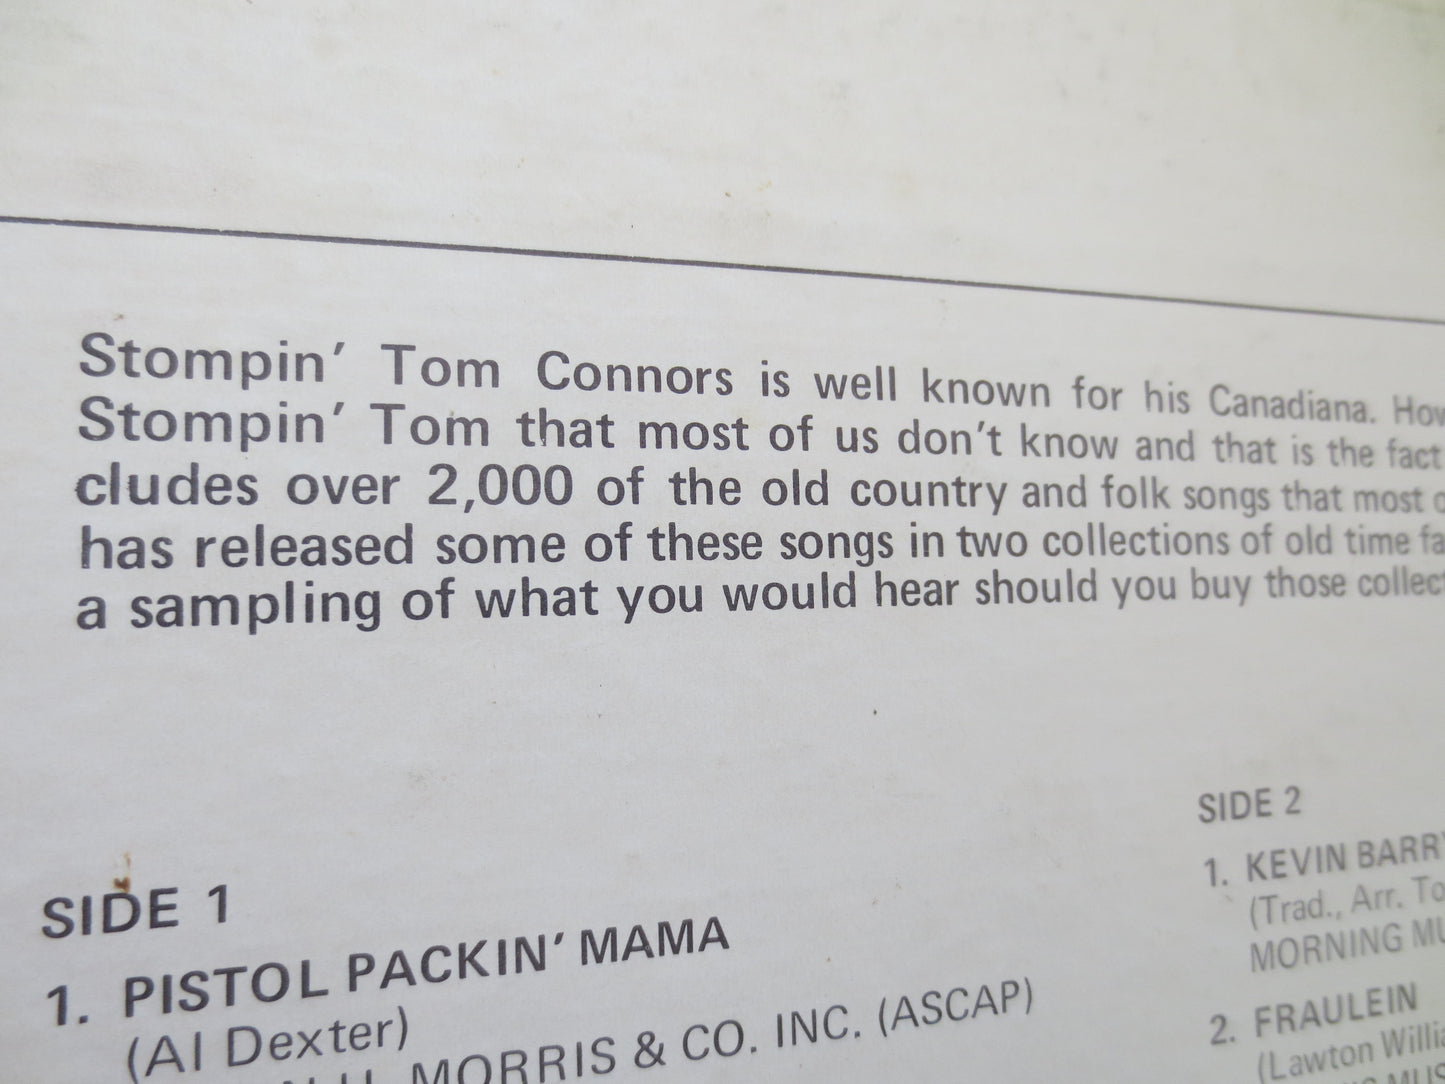 Stompin' Tom Connors is well known for his Canadiana.
Stompin' Tom that most of us don't know and that is the fact
cludes over 2,000 of the old country and folk songs that most
has released some of these songs in two collections of old time
a sampling of what you would hear should you buy those
SIDE 1
1. PISTOL PACKIN' MAMA
(Al Dexter)
MORRIS & CO. INC. (ASCAP)
SIDE 2
1. KEVIN BARRY
(Trad., Arr.
MORNING
2. FRAULEIN
(Lawton